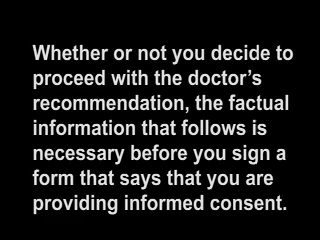 Whether or not you decide to
proceed with the doctor's
recommendation, the factual
information that follows is
necessary before you sign a
form that says that you are
providing informed consent.